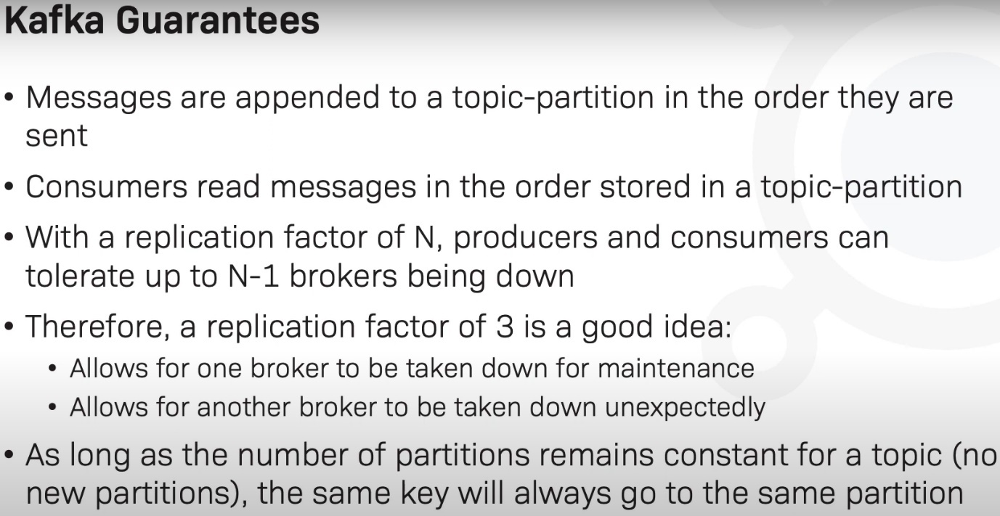 Kafka Guarantees
• Messages are appended to a topic-partition in the order they are
sent
• Consumers read messages in the order stored in a topic-partition
• With a replication factor of N, producers and consumers can
tolerate up to N-1 brokers being down
• Therefore, a replication factor of 3 is a good idea:
• Allows for one broker to be taken down for maintenance
• Allows for another broker to be taken down unexpectedly
• As long as the number of partitions remains constant for a topic (no
new partitions), the same key will always go to the same partition